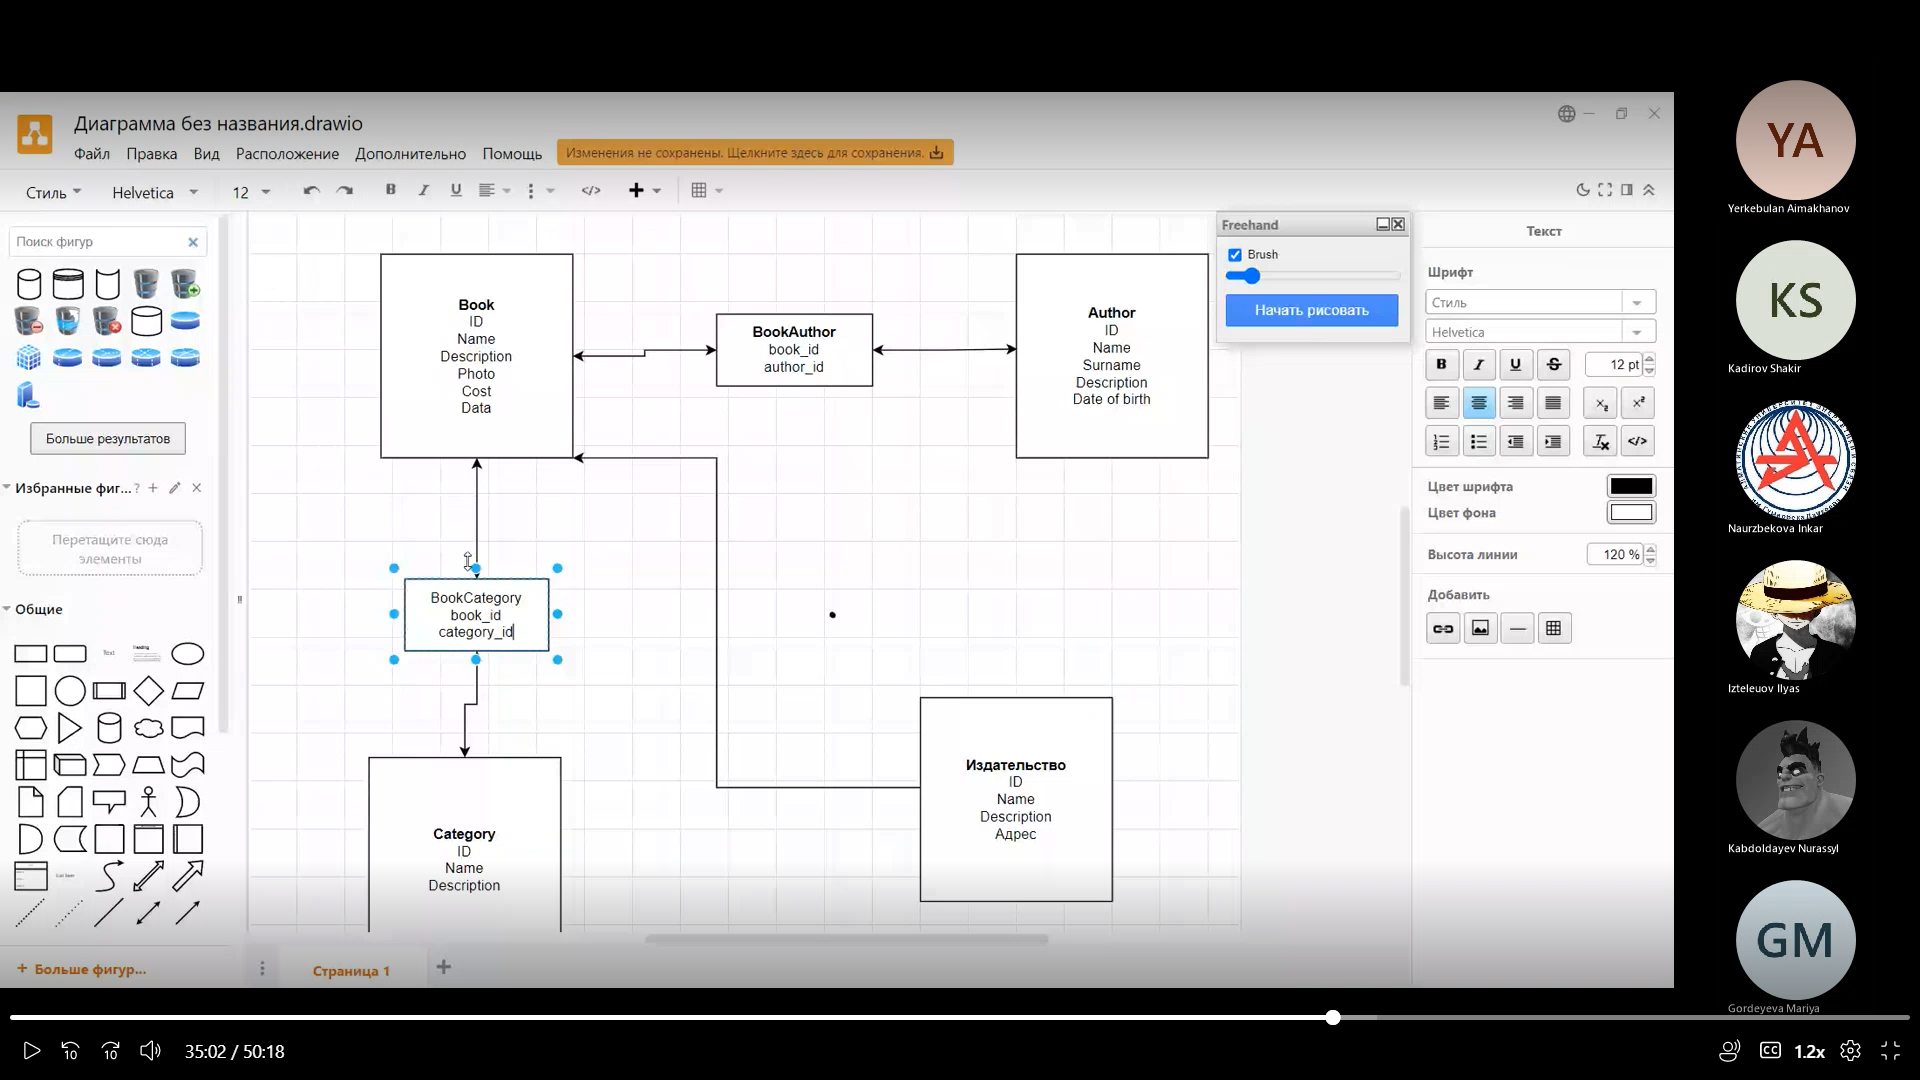 Диаграмма без названия.drawio
Файл Правка Вид Расположение Дополнительно Помощь
Изменения не сохранены. Щелкните здесь для сохранения.
Стиль Helvetica 12 B I U
Поиск фигур
Больше результатов
Избранные фиг... ?
Перетащите сюда
элементы
Общие
Text
Heading
Больше фигур...
Страница 1
Book
ID
Name
Description
Photo
Cost
Data
BookAuthor
book_id
author_id
Author
ID
Name
Surname
Description
Date of birth
BookCategory
book_id
category_id
Category
ID
Name
Description
Издательство
ID
Name
Description
Адрес
Freehand
Brush
Начать рисовать
Текст
Шрифт
Стиль
Helvetica
B I U S 12 pt
Цвет шрифта
Цвет фона
Высота линии 120 %
Добавить
YA
Yerkebulan Aimakhanov
KS
Kadirov Shakir
Naurzbekova Inkar
Izteleuov Ilyas
Kabdoldayev Nurassyl
GM
Gordeyeva Mariya
10 10 35:02 / 50:18 CC 1.2x